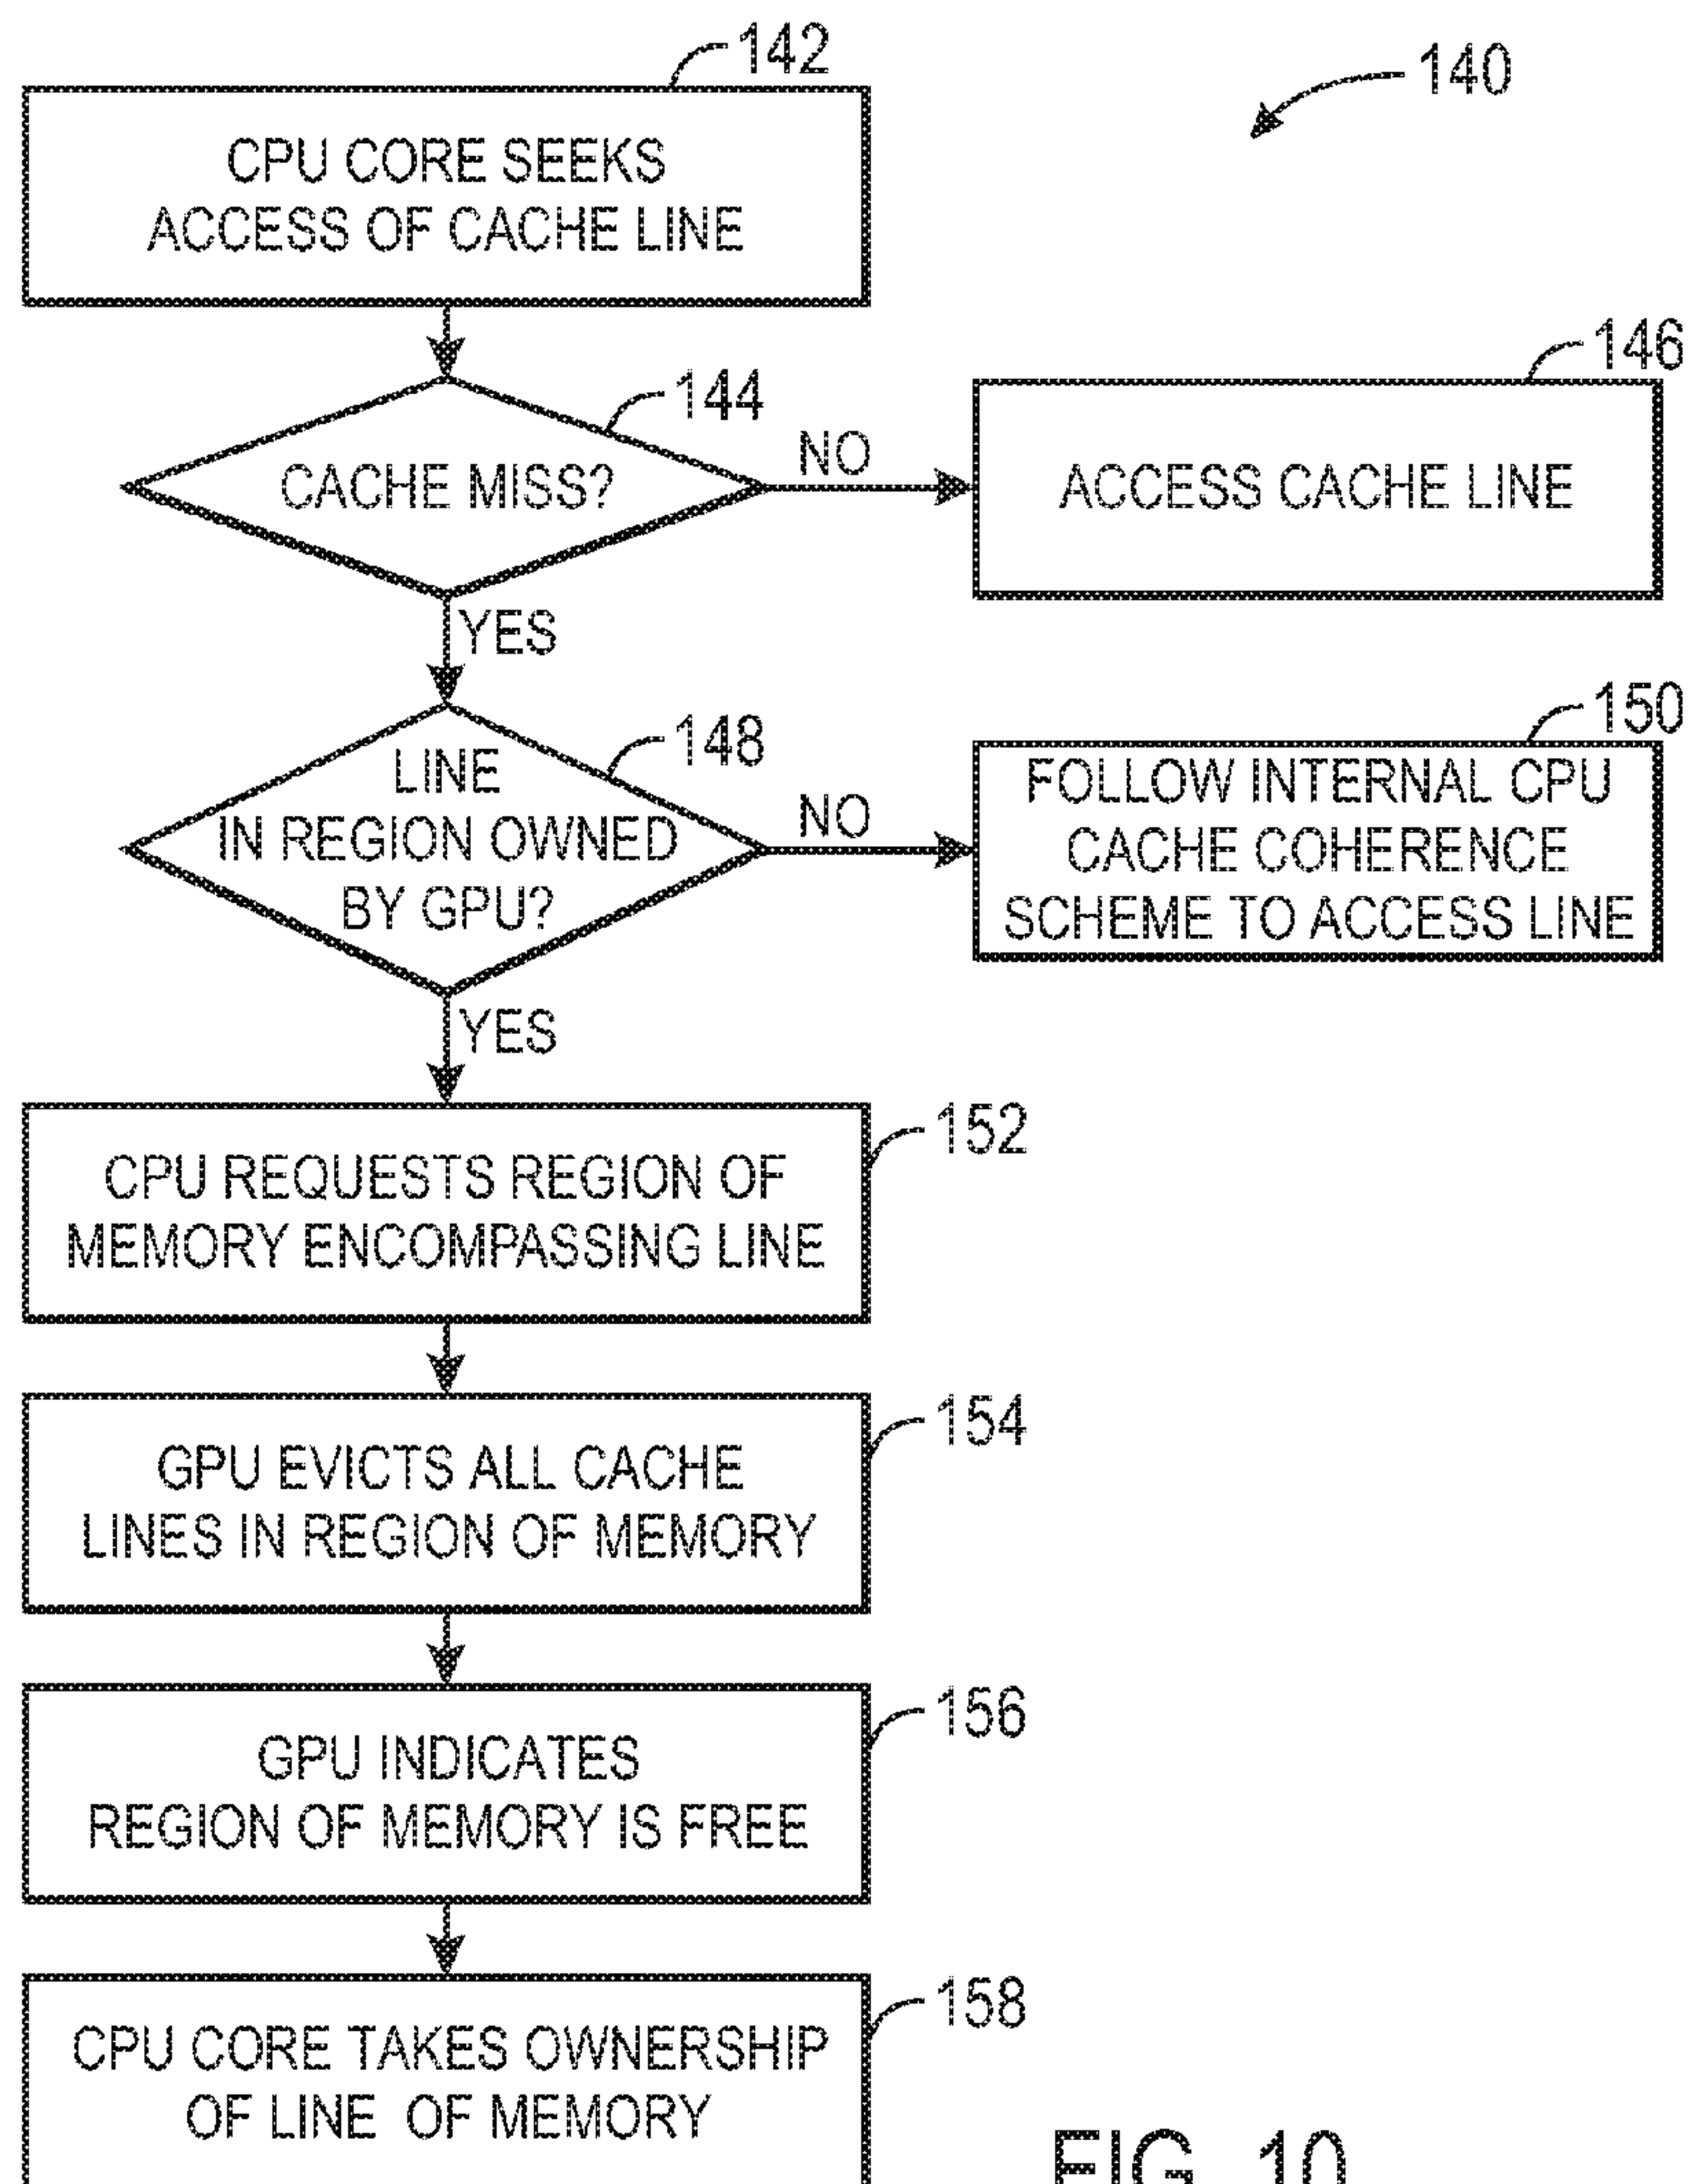 142
140
CPU CORE SEEKS
ACCESS OF CACHE LINE
144
CACHE MISS?
NO
146
ACCESS CACHE LINE
YES
148
LINE
IN REGION OWNED
BY GPU?
NO
150
FOLLOW INTERNAL CPU
CACHE COHERENCE
SCHEME TO ACCESS LINE
YES
152
CPU REQUESTS REGION OF
MEMORY ENCOMPASSING LINE
154
GPU EVICTS ALL CACHE
LINES IN REGION OF MEMORY
156
GPU INDICATES
REGION OF MEMORY IS FREE
158
CPU CORE TAKES OWNERSHIP
OF LINE OF MEMORY
FIG. 10